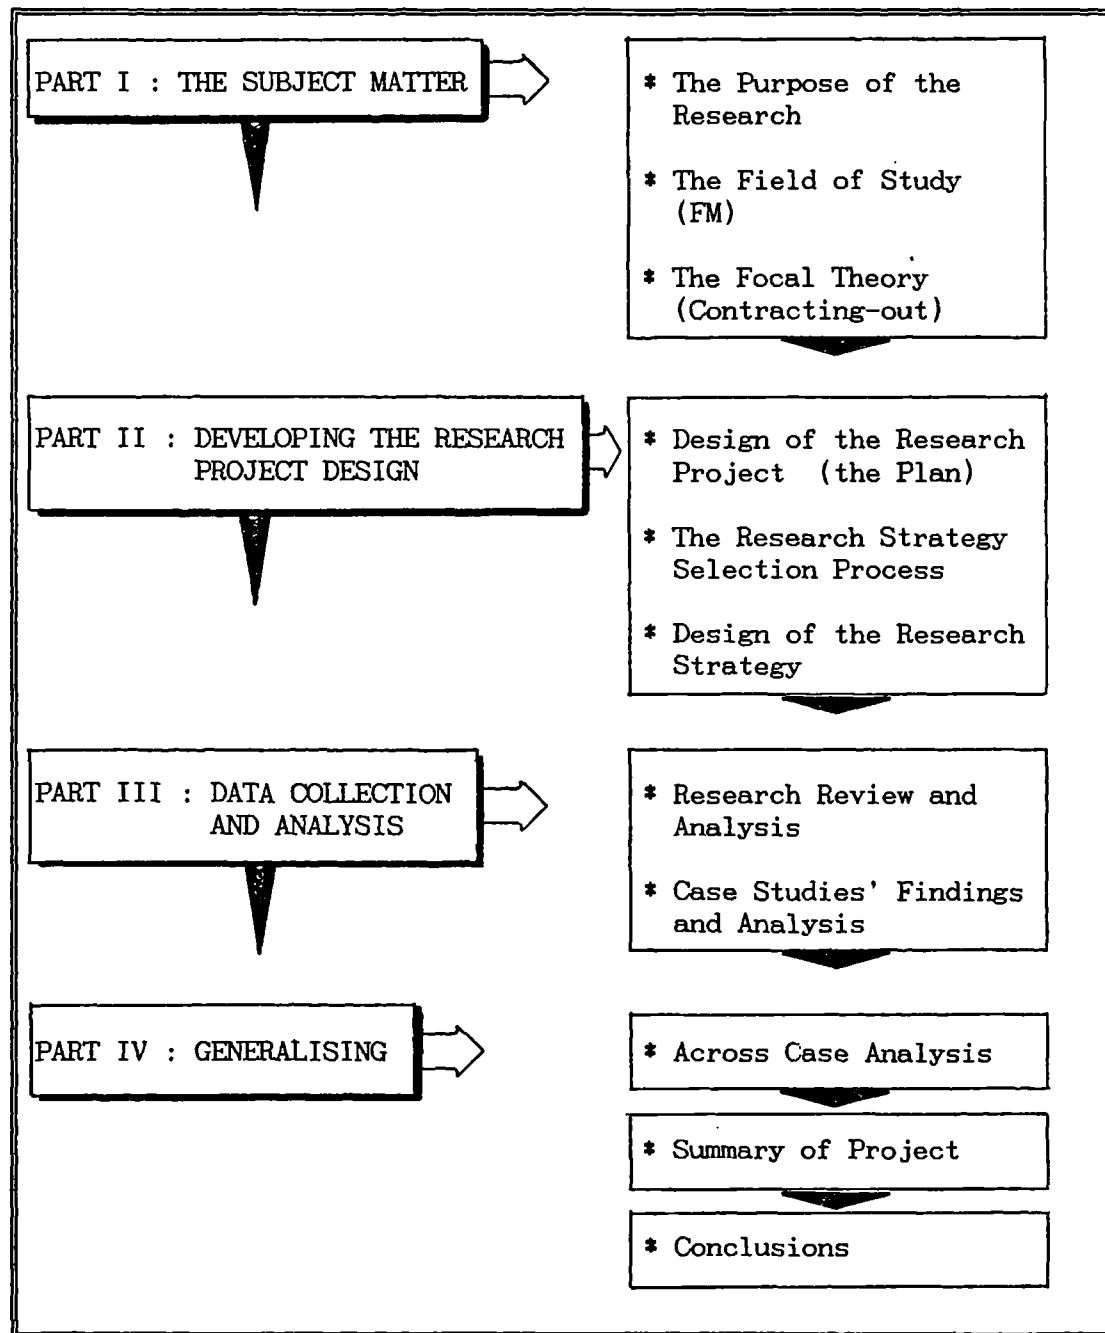 PART I : THE SUBJECT MATTER
* The Purpose of the
Research
* The Field of Study
(FM)
* The Focal Theory
(Contracting-out)
PART II : DEVELOPING THE RESEARCH
PROJECT DESIGN
* Design of the Research
Project (the Plan)
* The Research Strategy
Selection Process
* Design of the Research
Strategy
PART III : DATA COLLECTION
AND ANALYSIS
* Research Review and
Analysis
* Case Studies' Findings
and Analysis
PART IV : GENERALISING
* Across Case Analysis
* Summary of Project
* Conclusions